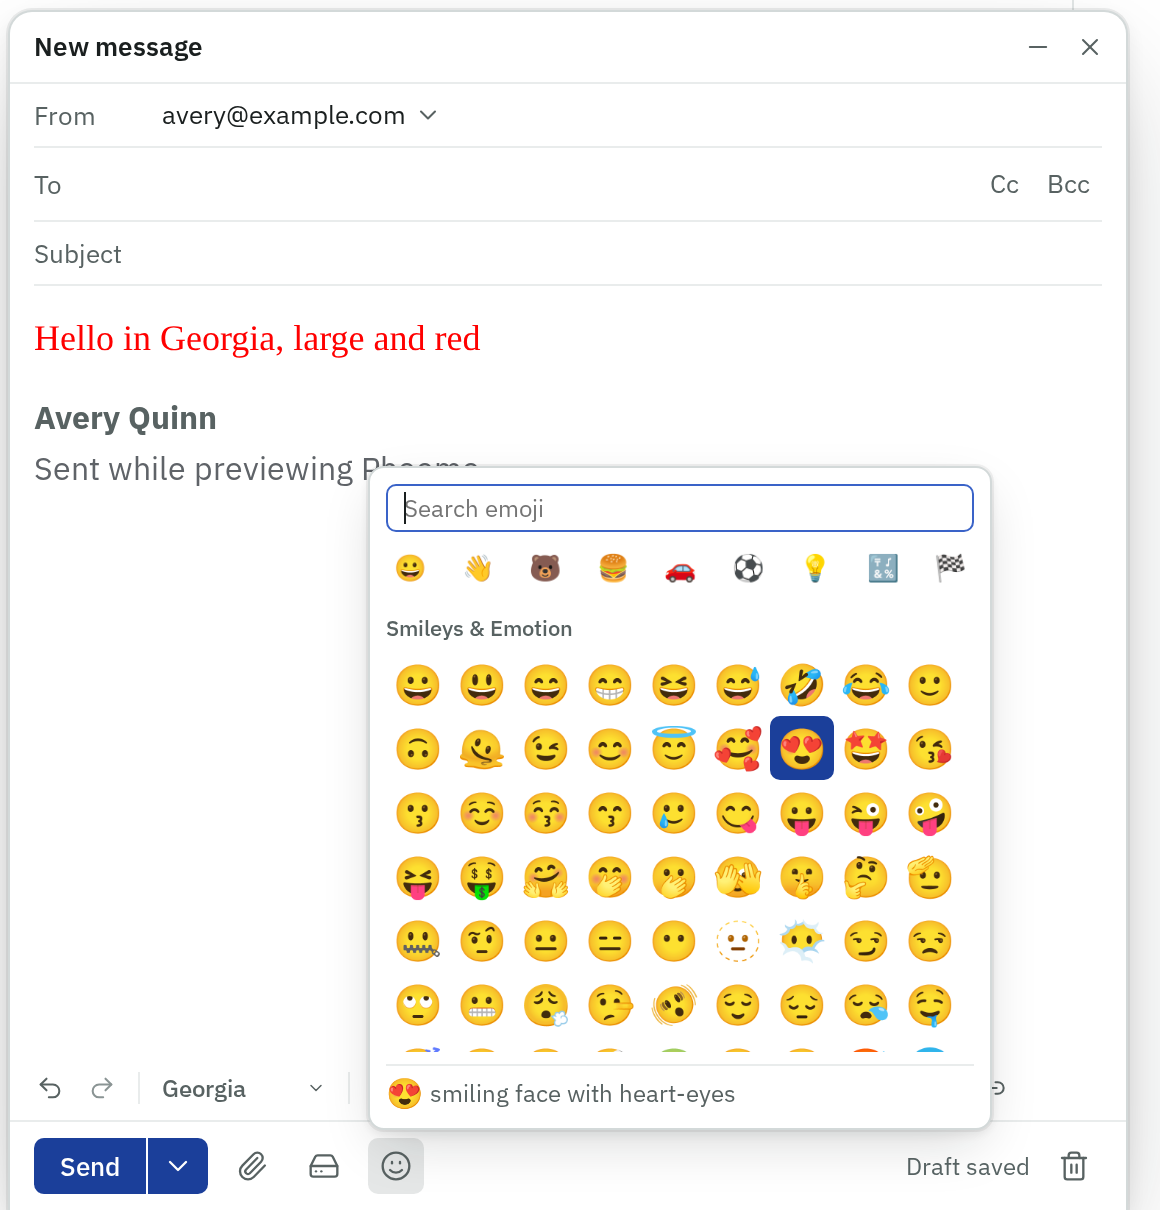 New message
From avery@example.com
To Cc Bcc
Subject
Hello in Georgia, large and red
Avery Quinn
Sent while previewing
Search emoji
Smileys & Emotion
😍 smiling face with heart-eyes
Georgia
Send
Draft saved